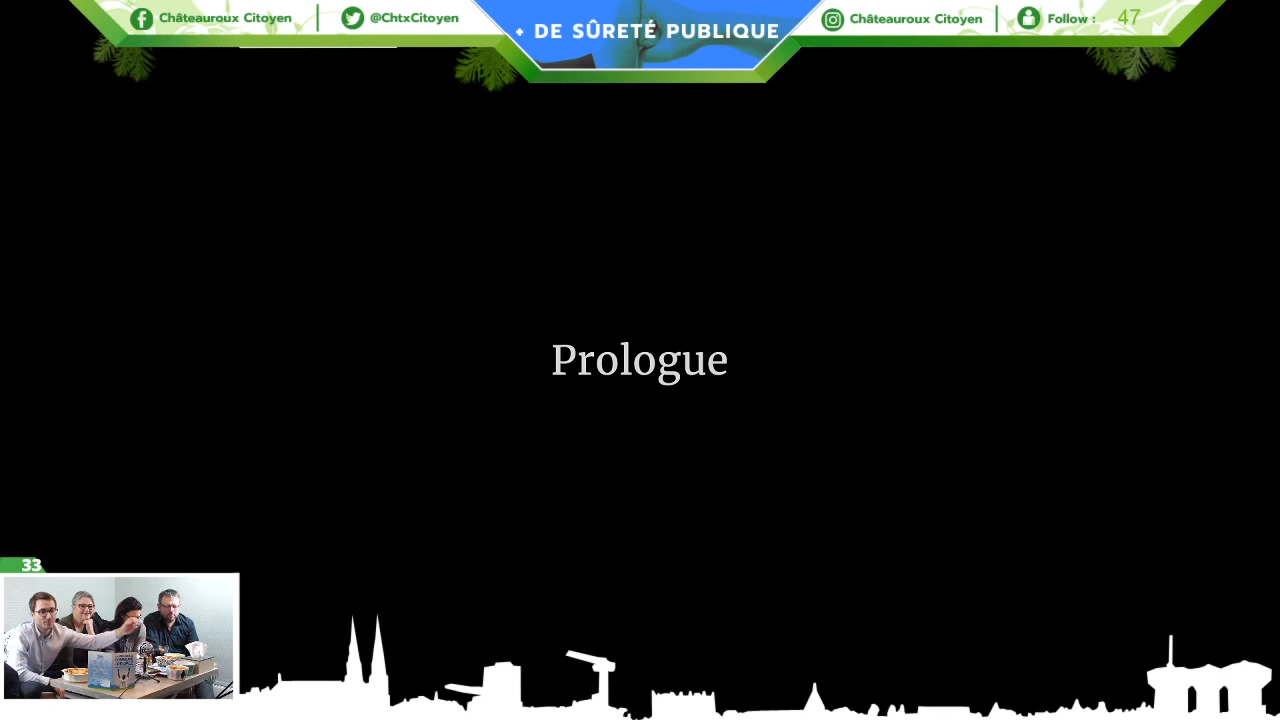 Châteauroux Citoyen
@ChtxCitoyen
+ DE SÛRETÉ PUBLIQUE
Châteauroux Citoyen
Follow :
47
Prologue
33